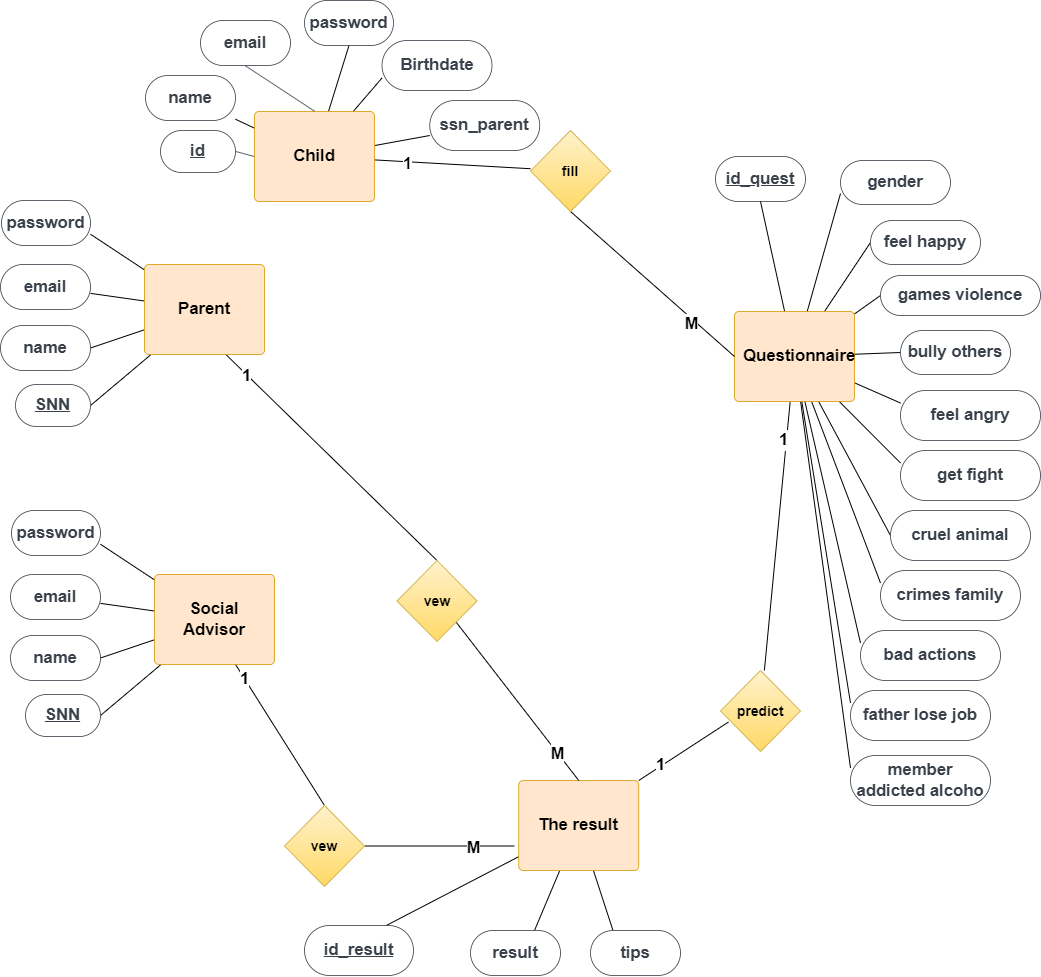 password
email
Birthdate
name
ssn_parent
id
Child
1
fill
id_quest
gender
password
feel happy
email
games violence
Parent
M
name
bully others
Questionnaire
1
SNN
feel angry
1
get fight
password
cruel animal
email
vew
crimes family
Social
Advisor
name
bad actions
1
SNN
predict
father lose job
M
1
member
addicted alcoho
The result
vew
M
id_result
result
tips